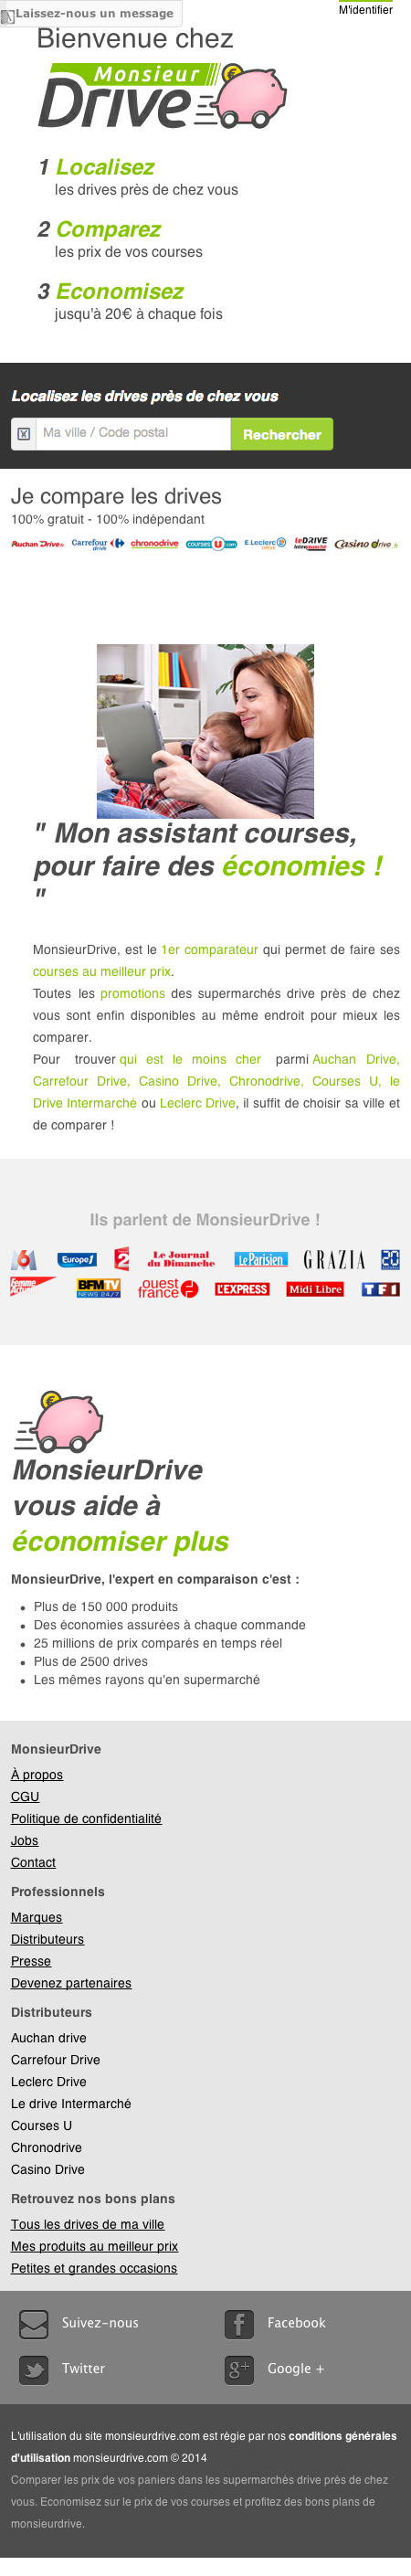 Laissez-nous un message
M'identifier
Bienvenue chez
Monsieur
Drive
1 Localisez
les drives près de chez vous
2 Comparez
les prix de vos courses
3 Economisez
jusqu'à 20€ à chaque fois
Localisez les drives près de chez vous
Ma ville / Code postal
Rechercher
Je compare les drives
100% gratuit - 100% indépendant
Auchan Drive.fr Carrefour drive chronodrive coursesU.com E.Leclerc DRIVE leDRIVE Intermarché Casino drive.fr
" Mon assistant courses,
pour faire des économies !
"
MonsieurDrive, est le 1er comparateur qui permet de faire ses
courses au meilleur prix.
Toutes les promotions des supermarchés drive près de chez
vous sont enfin disponibles au même endroit pour mieux les
comparer.
Pour trouver qui est le moins cher parmi Auchan Drive,
Carrefour Drive, Casino Drive, Chronodrive, Courses U, le
Drive Intermarché ou Leclerc Drive, il suffit de choisir sa ville et
de comparer !
Ils parlent de MonsieurDrive !
M6 Europe1 2 Le Journal du Dimanche Le Parisien GRAZIA 20
Femme Actuelle BFM TV NEWS 24/7 ouest france L'EXPRESS Midi Libre TF1
MonsieurDrive
vous aide à
économiser plus
MonsieurDrive, l'expert en comparaison c'est :
Plus de 150 000 produits
Des économies assurées à chaque commande
25 millions de prix comparés en temps réel
Plus de 2500 drives
Les mêmes rayons qu'en supermarché
MonsieurDrive
À propos
CGU
Politique de confidentialité
Jobs
Contact
Professionnels
Marques
Distributeurs
Presse
Devenez partenaires
Distributeurs
Auchan drive
Carrefour Drive
Leclerc Drive
Le drive Intermarché
Courses U
Chronodrive
Casino Drive
Retrouvez nos bons plans
Tous les drives de ma ville
Mes produits au meilleur prix
Petites et grandes occasions
Suivez-nous
Facebook
Twitter
Google +
L'utilisation du site monsieurdrive.com est régie par nos conditions générales
d'utilisation monsieurdrive.com © 2014
Comparer les prix de vos paniers dans les supermarchés drive près de chez
vous. Economisez sur le prix de vos courses et profitez des bons plans de
monsieurdrive.